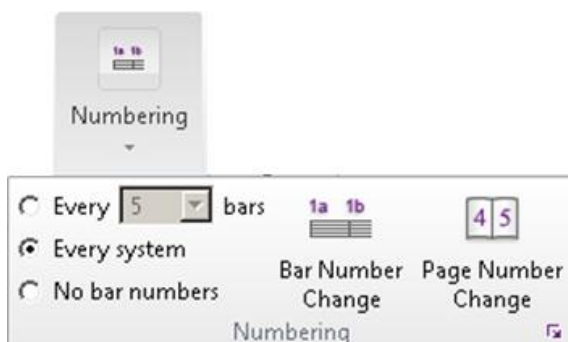 1a 1b
Numbering
Every 5 bars
Every system
No bar numbers
1a 1b
Bar Number
Change
4 5
Page Number
Change
Numbering